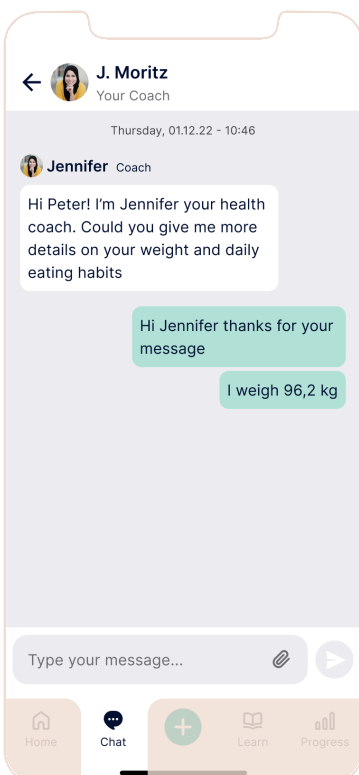 J. Moritz
Your Coach
Thursday, 01.12.22 - 10:46
Jennifer Coach
Hi Peter! I'm Jennifer your health
coach. Could you give me more
details on your weight and daily
eating habits
Hi Jennifer thanks for your
message
I weigh 96,2 kg
Type your message...
Home
Chat
Learn
Progress